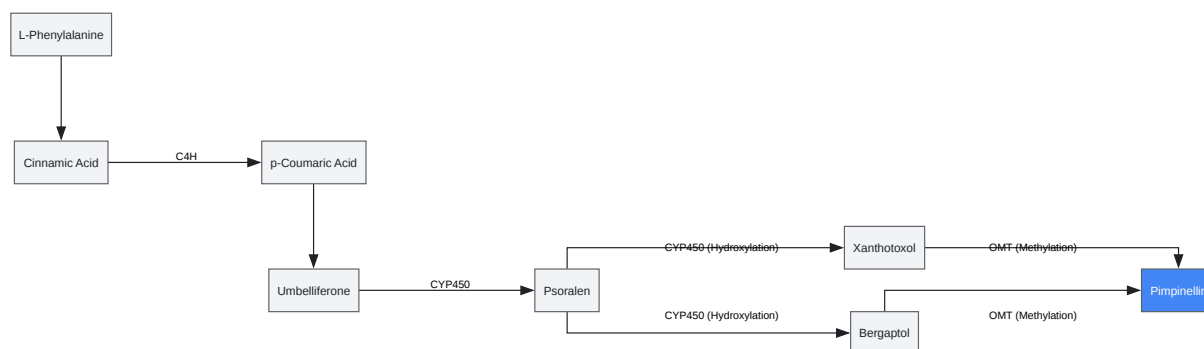 L-Phenylalanine
Cinnamic Acid
C4H
p-Coumaric Acid
Umbelliferone
CYP450
Psoralen
CYP450 (Hydroxylation)
Xanthotoxol
OMT (Methylation)
Pimpinellin
CYP450 (Hydroxylation)
Bergaptol
OMT (Methylation)